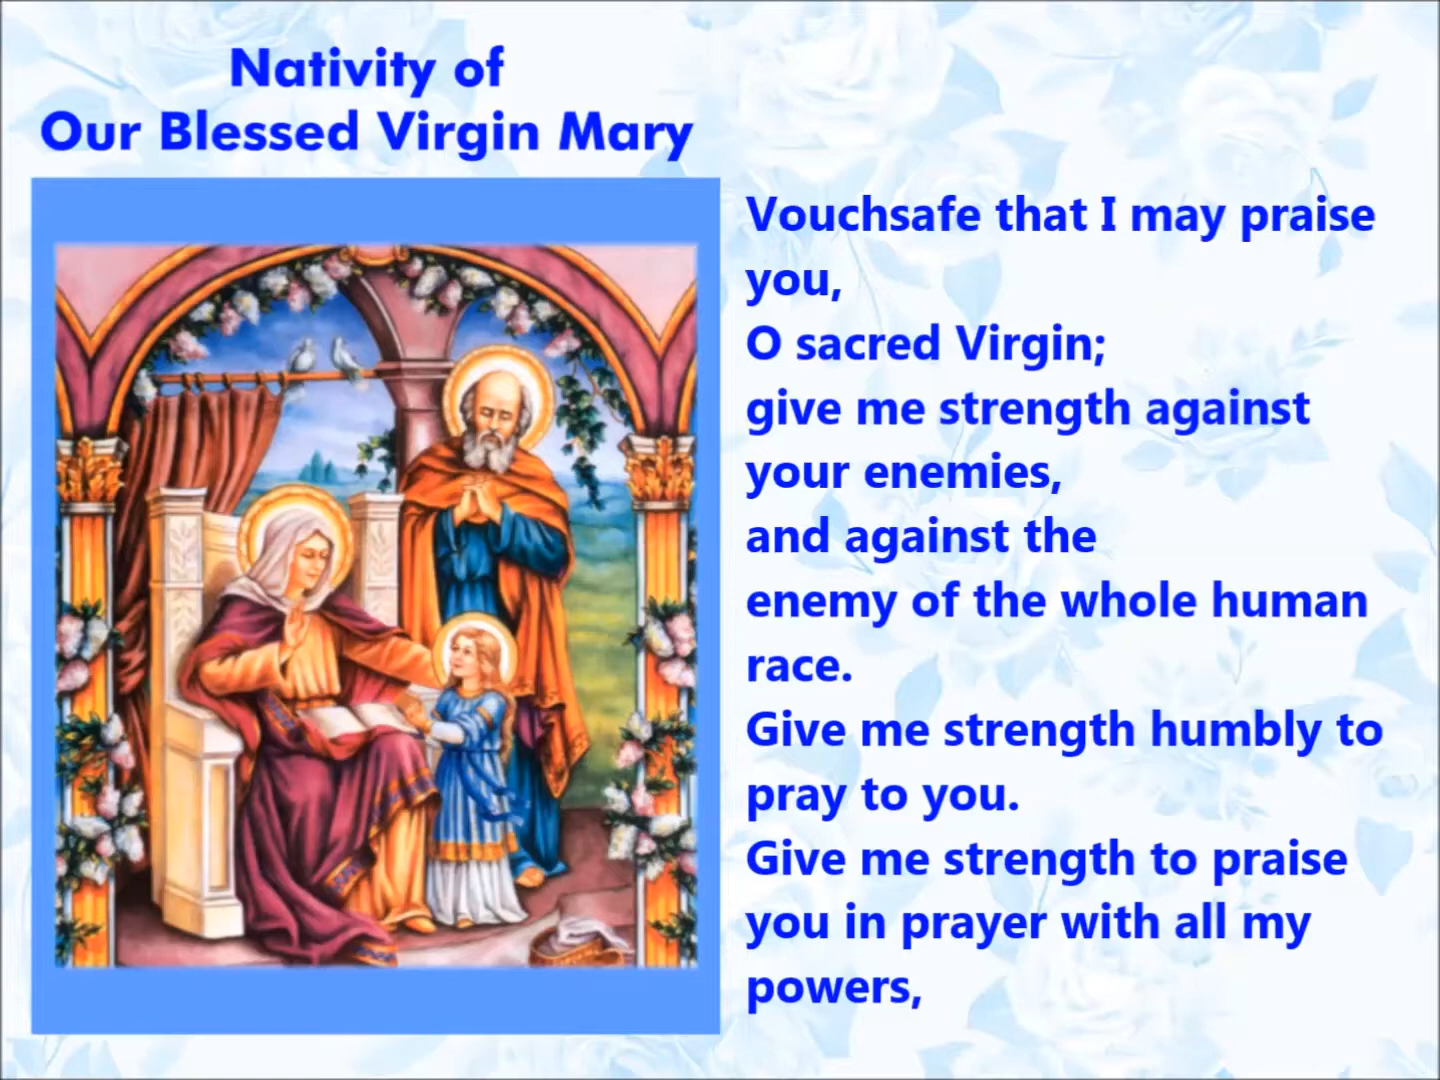 Nativity of
Our Blessed Virgin Mary
Vouchsafe that I may praise
you,
O sacred Virgin;
give me strength against
your enemies,
and against the
enemy of the whole human
race.
Give me strength humbly to
pray to you.
Give me strength to praise
you in prayer with all my
powers,